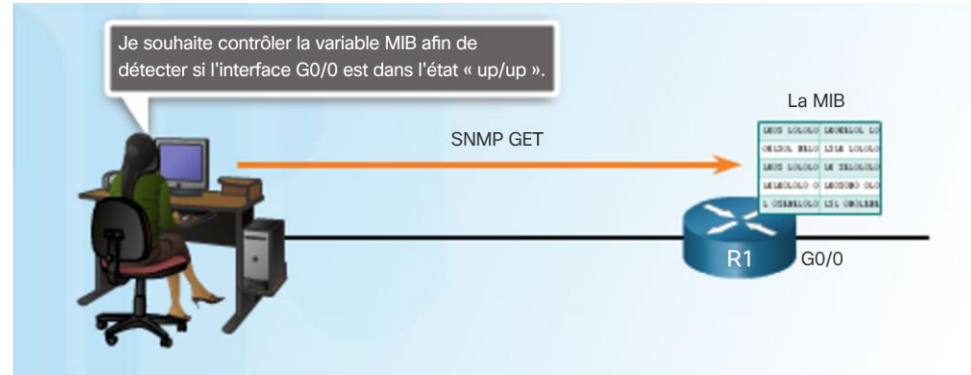 Je souhaite contrôler la variable MIB afin de
détecter si l'interface G0/0 est dans l'état « up/up ».
La MIB
SNMP GET
R1
G0/0